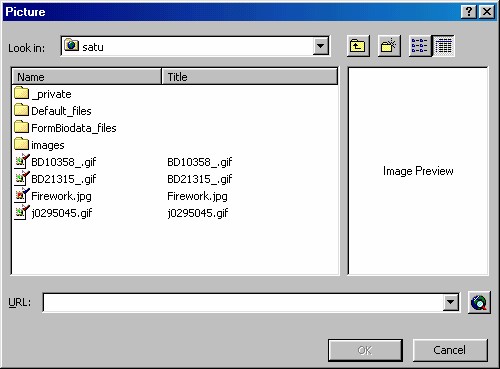 Picture
Look in: satu
Name Title
_private
Default_files
FormBiodata_files
images
BD10358_.gif BD10358_.gif
BD21315_.gif BD21315_.gif
Firework.jpg Firework.jpg
j0295045.gif j0295045.gif
Image Preview
URL:
OK Cancel